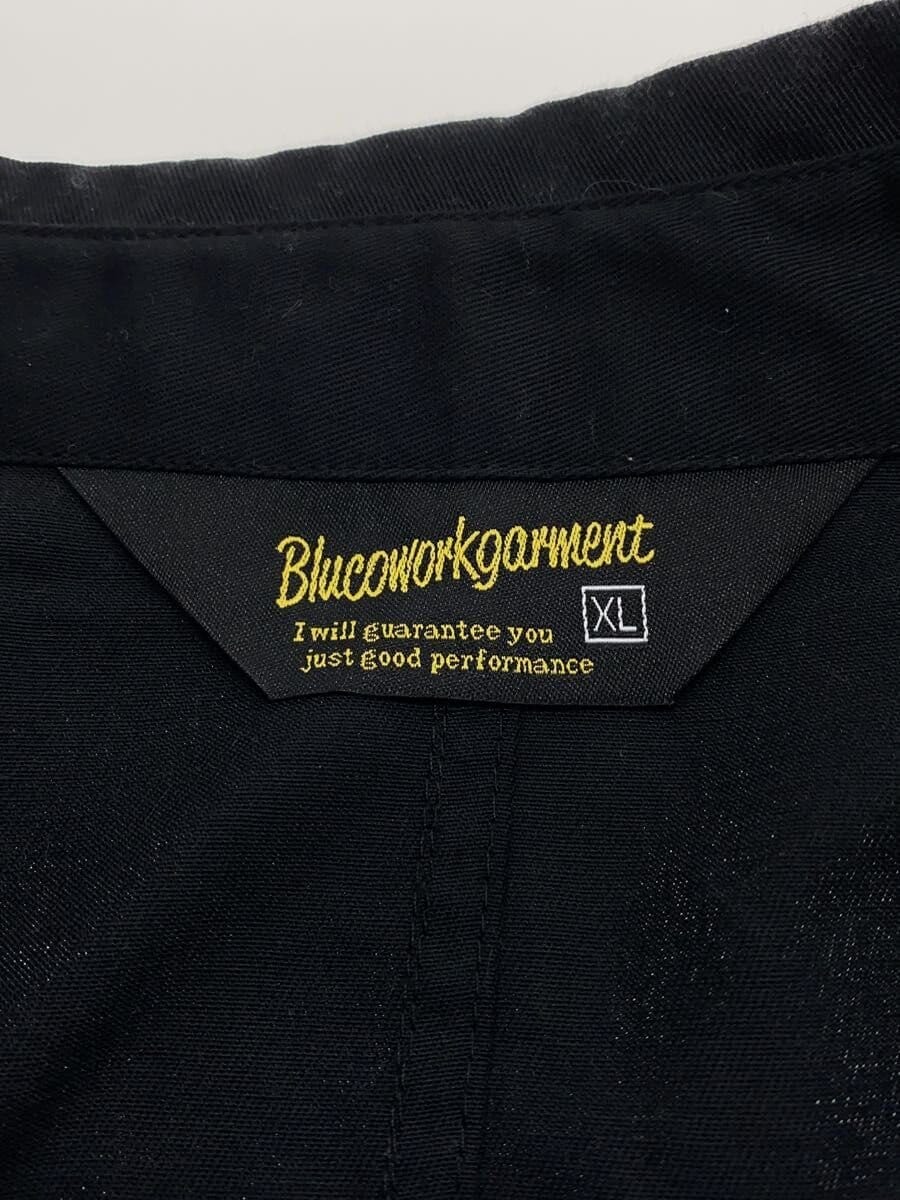 Blucoworkgarment
XL
I will guarantee you
just good performance